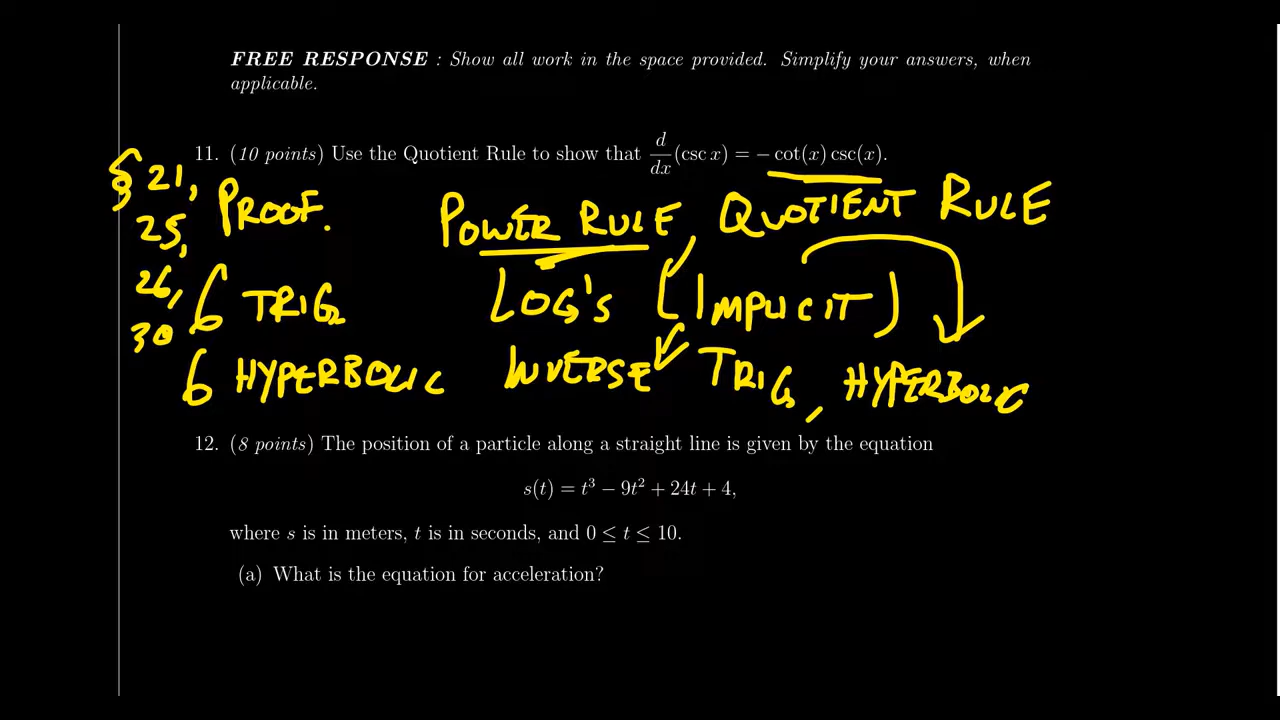 FREE RESPONSE : Show all work in the space provided. Simplify your answers, when
applicable.
11. (10 points) Use the Quotient Rule to show that d/dx (csc x) = − cot(x) csc(x).
§ 21,
25,
26,
30
PROOF.
POWER RULE, QUOTIENT RULE
6 TRIG
LOG'S (IMPLICIT)
6 HYPERBOLIC
INVERSE TRIG, HYPERBOLIC
12. (8 points) The position of a particle along a straight line is given by the equation
s(t) = t³ − 9t² + 24t + 4,
where s is in meters, t is in seconds, and 0 ≤ t ≤ 10.
(a) What is the equation for acceleration?